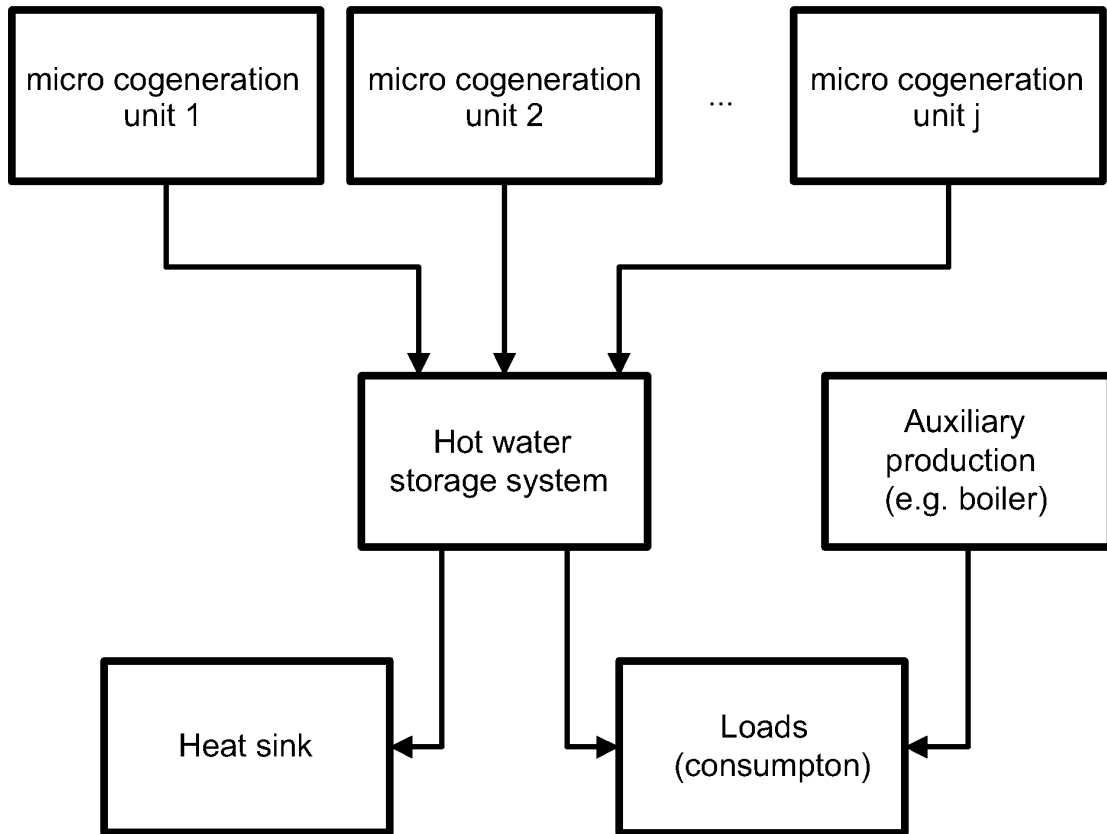 micro cogeneration
unit 1
micro cogeneration
unit 2
...
micro cogeneration
unit j
Hot water
storage system
Auxiliary
production
(e.g. boiler)
Heat sink
Loads
(consumpton)